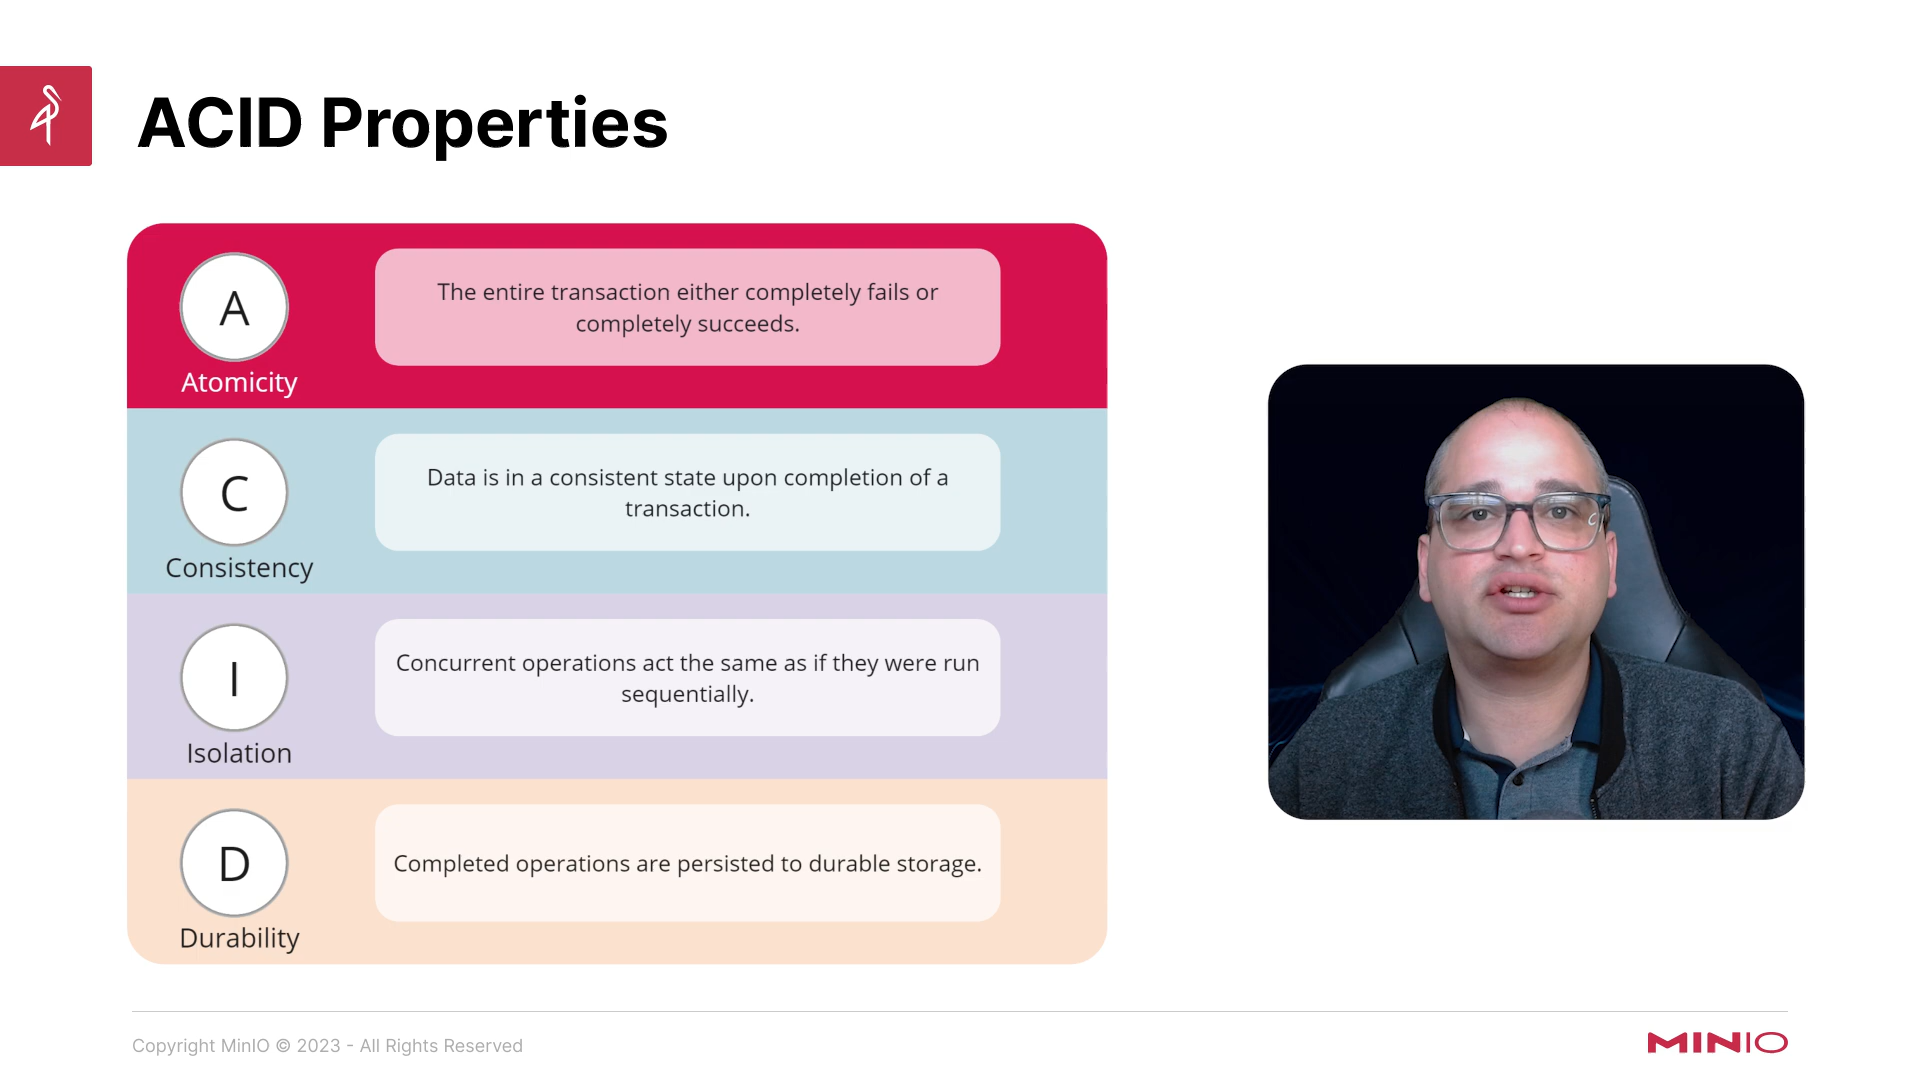 ACID Properties
A
The entire transaction either completely fails or
completely succeeds.
Atomicity
C
Data is in a consistent state upon completion of a
transaction.
Consistency
I
Concurrent operations act the same as if they were run
sequentially.
Isolation
D
Completed operations are persisted to durable storage.
Durability
Copyright MinIO © 2023 - All Rights Reserved
MINIO